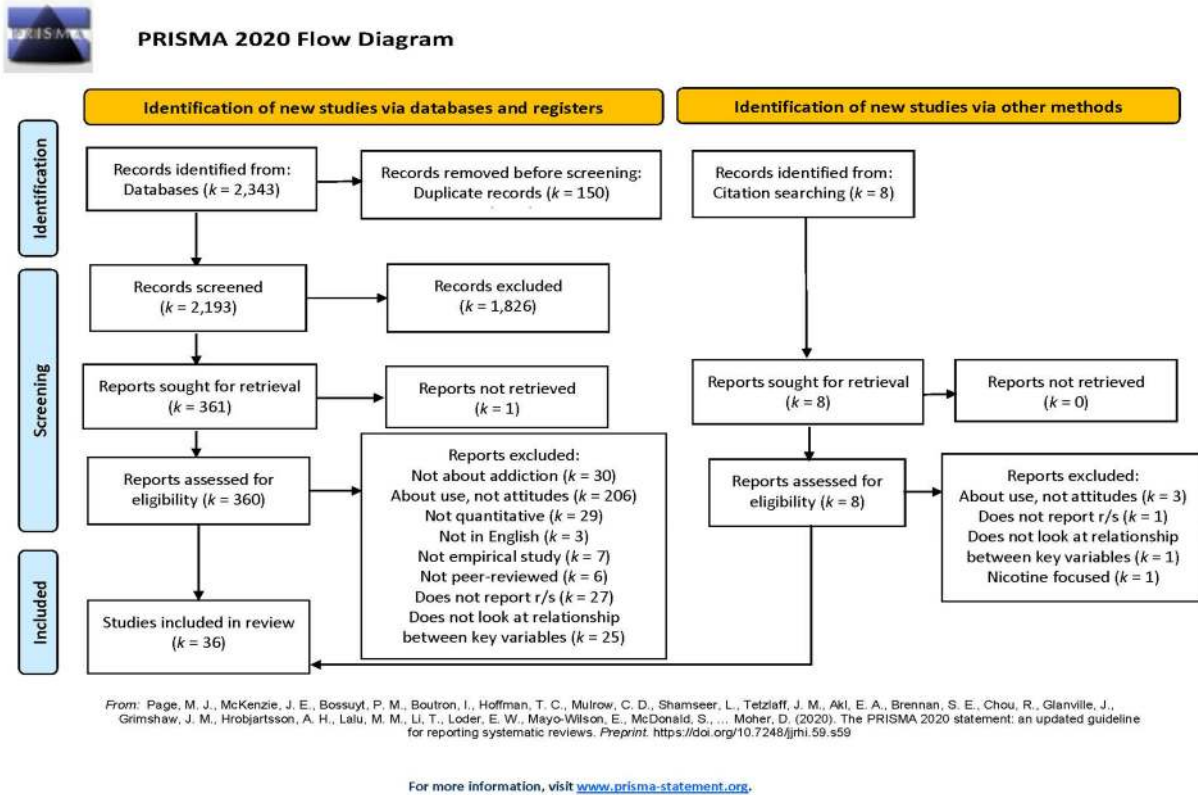 PRISMA
PRISMA 2020 Flow Diagram
Identification of new studies via databases and registers
Identification of new studies via other methods
Identification
Records identified from:
Databases (k = 2,343)
Records removed before screening:
Duplicate records (k = 150)
Records identified from:
Citation searching (k = 8)
Screening
Records screened
(k = 2,193)
Records excluded
(k = 1,826)
Reports sought for retrieval
(k = 361)
Reports not retrieved
(k = 1)
Reports sought for retrieval
(k = 8)
Reports not retrieved
(k = 0)
Reports assessed for
eligibility (k = 360)
Reports excluded:
Not about addiction (k = 30)
About use, not attitudes (k = 206)
Not quantitative (k = 29)
Not in English (k = 3)
Not empirical study (k = 7)
Not peer-reviewed (k = 6)
Does not report r/s (k = 27)
Does not look at relationship
between key variables (k = 25)
Reports assessed for
eligibility (k = 8)
Reports excluded:
About use, not attitudes (k = 3)
Does not report r/s (k = 1)
Does not look at relationship
between key variables (k = 1)
Nicotine focused (k = 1)
Included
Studies included in review
(k = 36)
From: Page, M. J., McKenzie, J. E., Bossuyt, P. M., Boutron, I., Hoffman, T. C., Mulrow, C. D., Shamseer, L., Tetzlaff, J. M., Akl, E. A., Brennan, S. E., Chou, R., Glanville, J.,
Grimshaw, J. M., Hrobjartsson, A. H., Lalu, M. M., Li, T., Loder, E. W., Mayo-Wilson, E., McDonald, S., ... Moher, D. (2020). The PRISMA 2020 statement: an updated guideline
for reporting systematic reviews. Preprint. https://doi.org/10.7248/jjrhi.59.s59
For more information, visit www.prisma-statement.org.